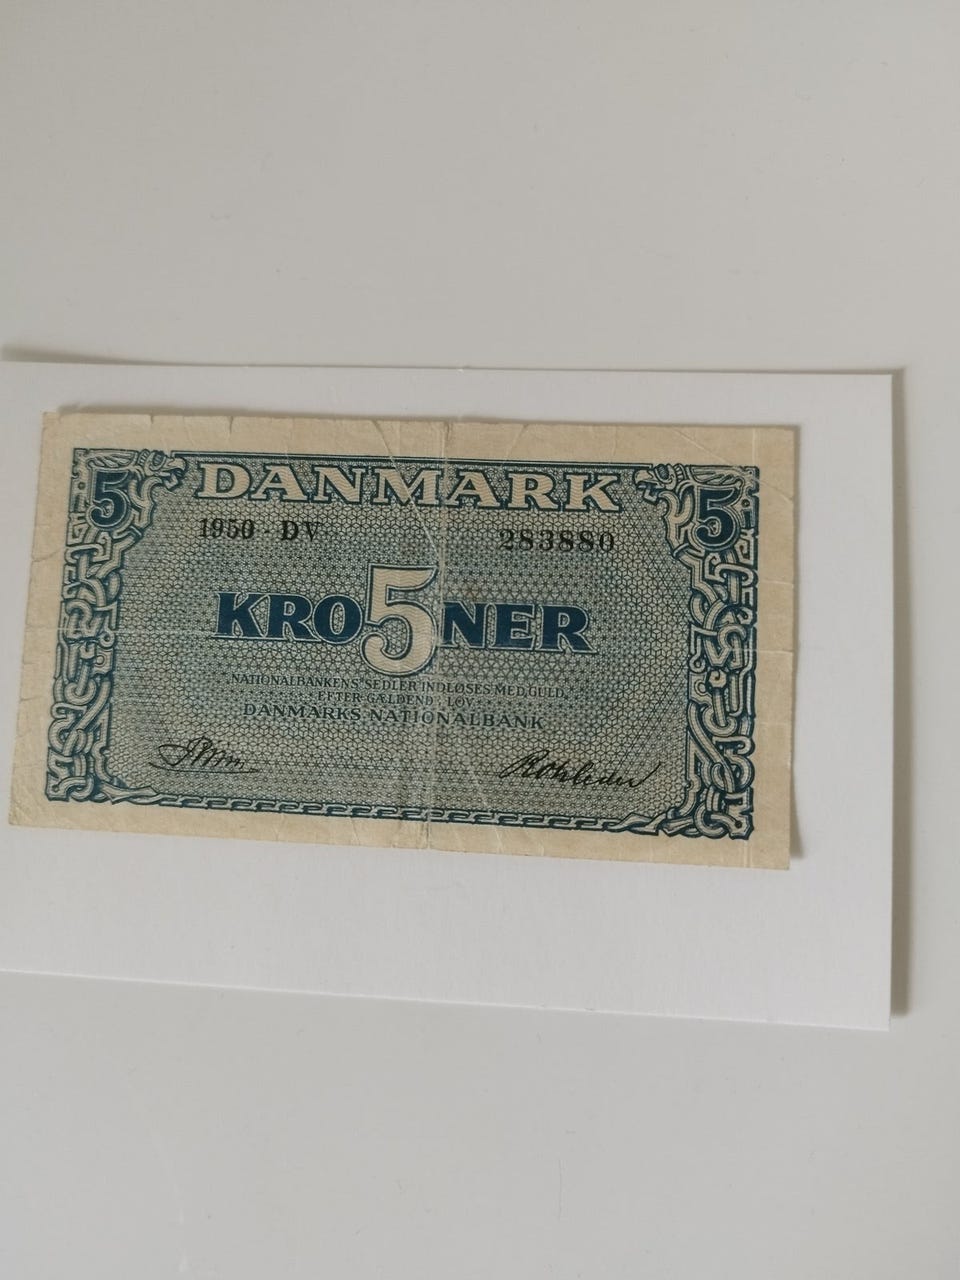 5 DANMARK 5
1950 DV 283880
KRO5NER
NATIONALBANKENS SEDLER INDLØSES MED GULD
EFTER GÆLDENDE LOV
DANMARKS NATIONALBANK